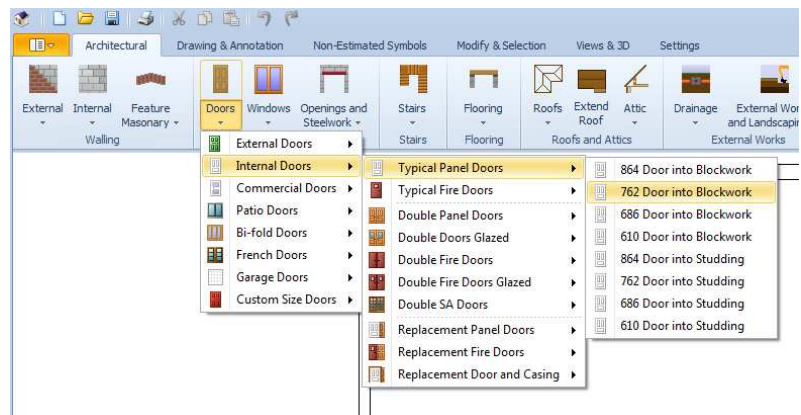 Architectural Drawing & Annotation Non-Estimated Symbols Modify & Selection Views & 3D Settings
External Internal Feature Masonary Doors Windows Openings and Steelwork Stairs Flooring Roofs Extend Roof Attic Drainage External Wor and Landscapin
Walling Stairs Flooring Roofs and Attics External Works
External Doors
Internal Doors
Commercial Doors
Patio Doors
Bi-fold Doors
French Doors
Garage Doors
Custom Size Doors
Typical Panel Doors
Typical Fire Doors
Double Panel Doors
Double Doors Glazed
Double Fire Doors
Double Fire Doors Glazed
Double SA Doors
Replacement Panel Doors
Replacement Fire Doors
Replacement Door and Casing
864 Door into Blockwork
762 Door into Blockwork
686 Door into Blockwork
610 Door into Blockwork
864 Door into Studding
762 Door into Studding
686 Door into Studding
610 Door into Studding